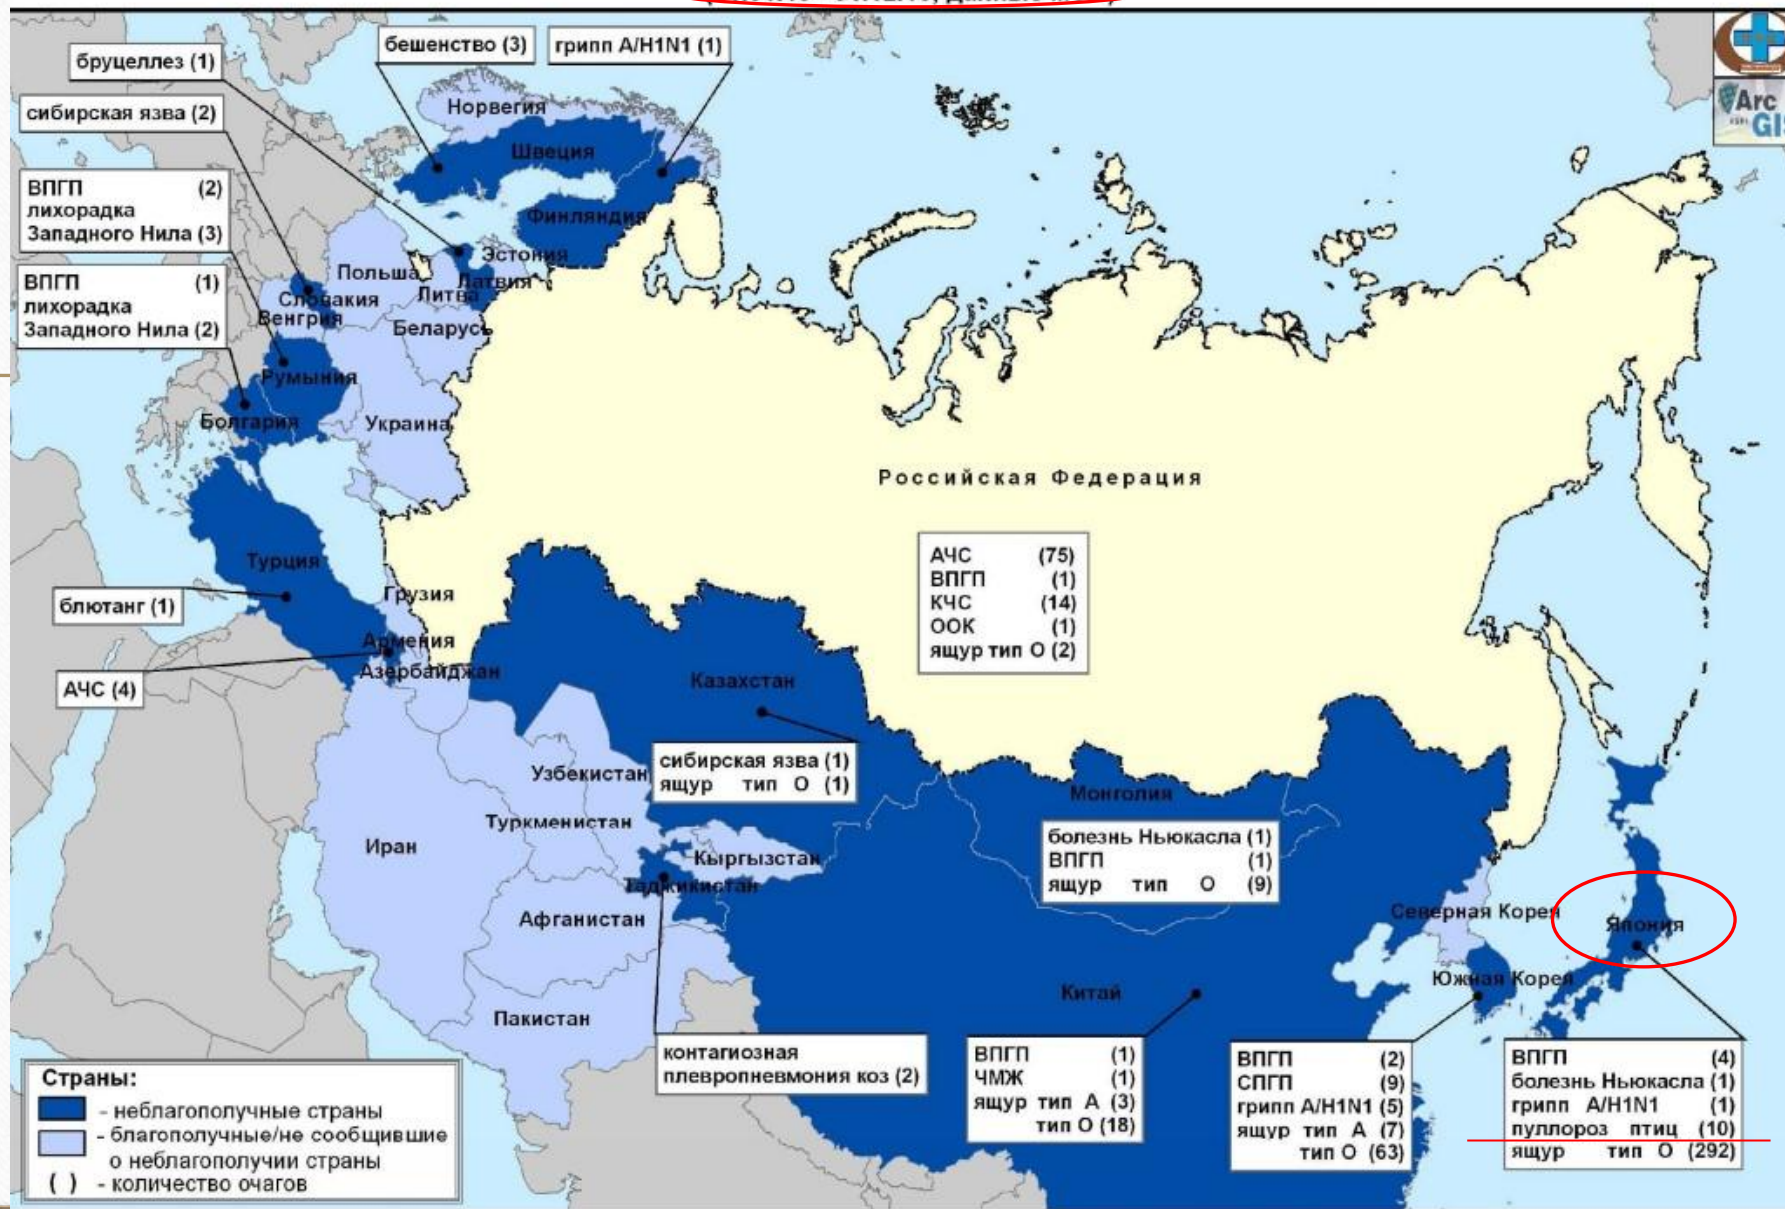 бешенство (3)
грипп А/H1N1 (1)
бруцеллез (1)
сибирская язва (2)
ВПГП (2)
лихорадка
Западного Нила (3)
ВПГП (1)
лихорадка
Западного Нила (2)
блютанг (1)
АЧС (4)
Норвегия
Швеция
Финляндия
Эстония
Латвия
Литва
Польша
Словакия
Венгрия
Беларусь
Румыния
Болгария
Украина
Турция
Грузия
Армения
Азербайджан
Российская Федерация
АЧС (75)
ВПГП (1)
КЧС (14)
ООК (1)
ящур тип О (2)
Казахстан
сибирская язва (1)
ящур тип О (1)
Узбекистан
Туркменистан
Иран
Кыргызстан
Таджикистан
Афганистан
Пакистан
Монголия
болезнь Ньюкасла (1)
ВПГП (1)
ящур тип О (9)
Северная Корея
Япония
Южная Корея
Китай
контагиозная
плевропневмония коз (2)
ВПГП (1)
ЧМЖ (1)
ящур тип А (3)
тип О (18)
ВПГП (2)
СПГП (9)
грипп А/H1N1 (5)
ящур тип А (7)
тип О (63)
ВПГП (4)
болезнь Ньюкасла (1)
грипп А/H1N1 (1)
пуллороз птиц (10)
ящур тип О (292)
Страны:
- неблагополучные страны
- благополучные/не сообщившие
о неблагополучии страны
( ) - количество очагов
Arc
GIS